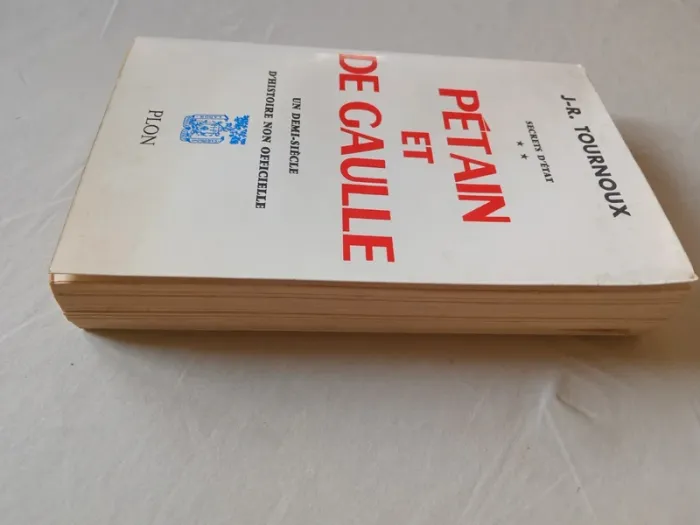 J-R. TOURNOUX
SECRETS D'ÉTAT
★ ★
PÉTAIN
ET
DE GAULLE
UN DEMI-SIÈCLE
D'HISTOIRE NON OFFICIELLE
PLON